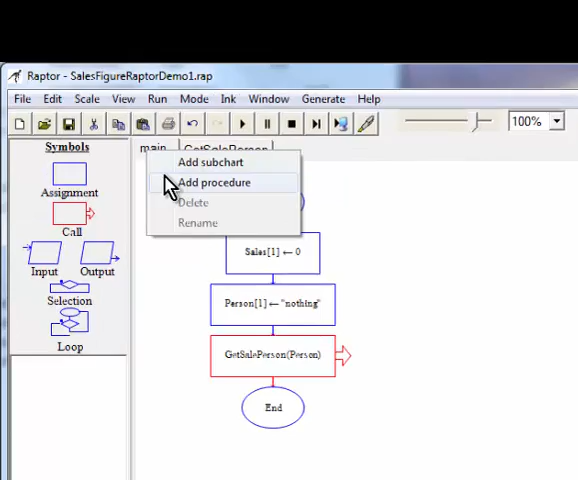 Raptor - SalesFigureRaptorDemo1.rap
File Edit Scale View Run Mode Ink Window Generate Help
100%
Symbols
main GetSalePerson
Add subchart
Add procedure
Delete
Rename
Assignment
Call
Input Output
Selection
Loop
Sales[1] ← 0
Person[1] ← "nothing"
GetSalePerson(Person)
End